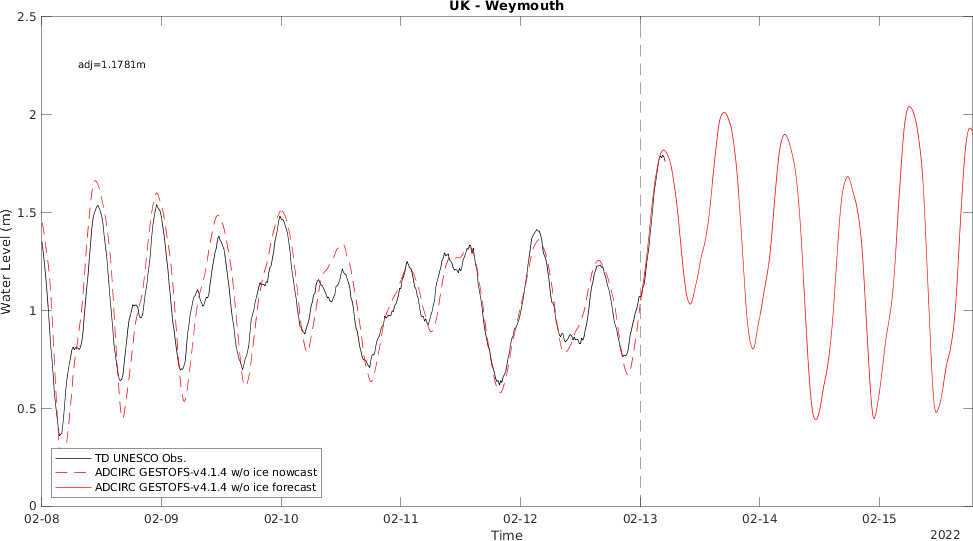 UK - Weymouth
2.5
adj=1.1781m
2
1.5
Water Level (m)
1
0.5
TD UNESCO Obs.
ADCIRC GESTOFS-v4.1.4 w/o ice nowcast
ADCIRC GESTOFS-v4.1.4 w/o ice forecast
0
02-08 02-09 02-10 02-11 02-12 02-13 02-14 02-15
Time
2022